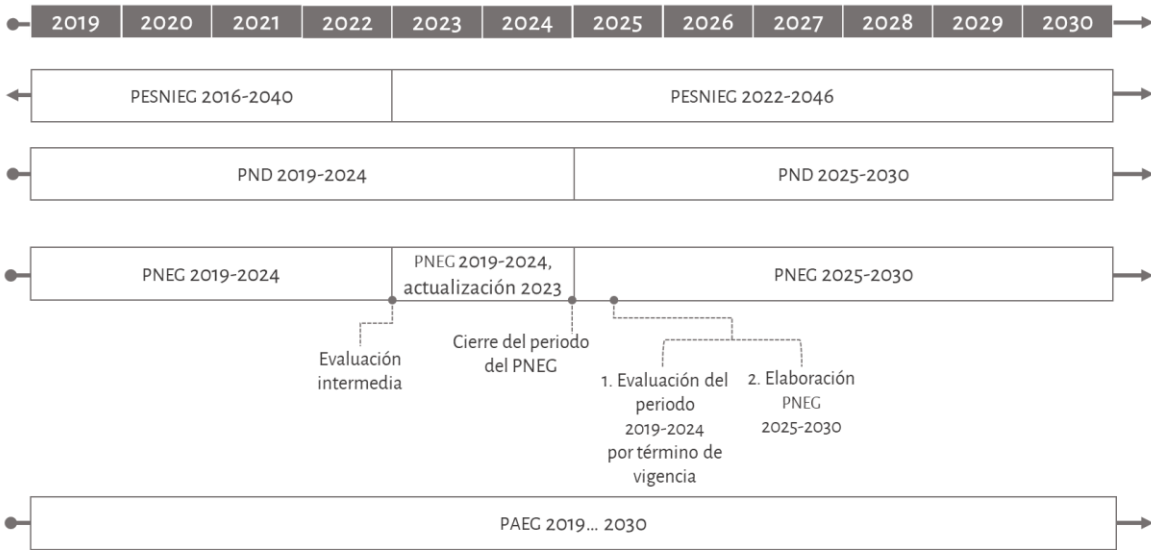 2019 2020 2021 2022 2023 2024 2025 2026 2027 2028 2029 2030
PESNIEG 2016-2040
PESNIEG 2022-2046
PND 2019-2024
PND 2025-2030
PNEG 2019-2024
PNEG 2019-2024,
actualización 2023
PNEG 2025-2030
Evaluación
intermedia
Cierre del periodo
del PNEG
1. Evaluación del
periodo
2019-2024
por término de
vigencia
2. Elaboración
PNEG
2025-2030
PAEG 2019... 2030